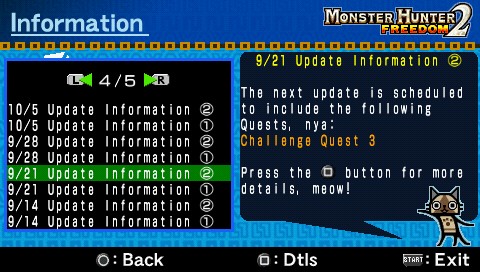 Information
MONSTER HUNTER
FREEDOM 2
L 4/5 R
10/5 Update Information ②
10/5 Update Information ①
9/28 Update Information ②
9/28 Update Information ①
9/21 Update Information ②
9/21 Update Information ①
9/14 Update Information ②
9/14 Update Information ①
9/21 Update Information ②
The next update is scheduled
to include the following
Quests, nya:
Challenge Quest 3
Press the button for more
details, meow!
: Back
: Dtls
START: Exit